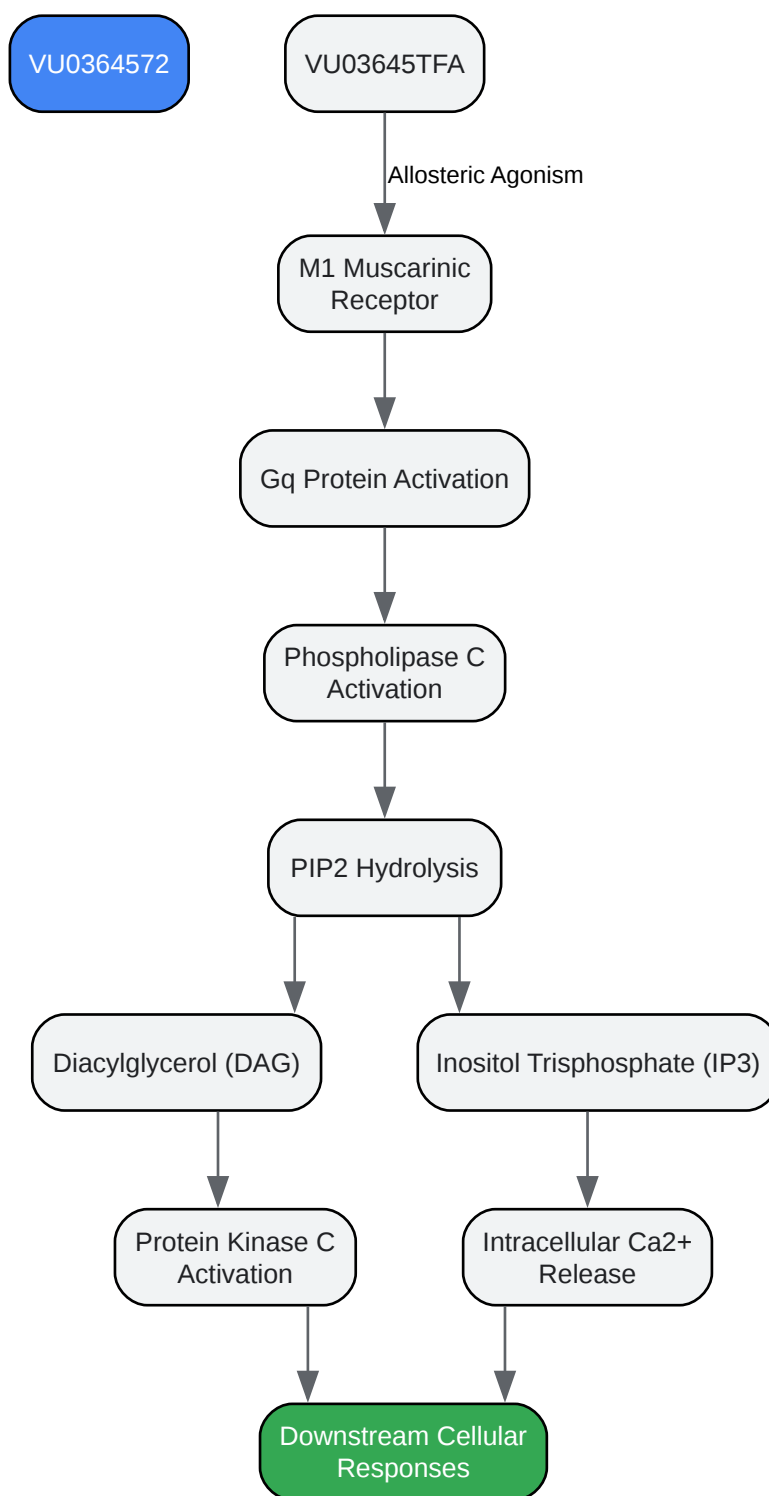 VU0364572
VU03645TFA
Allosteric Agonism
M1 Muscarinic
Receptor
Gq Protein Activation
Phospholipase C
Activation
PIP2 Hydrolysis
Diacylglycerol (DAG)
Inositol Trisphosphate (IP3)
Protein Kinase C
Activation
Intracellular Ca2+
Release
Downstream Cellular
Responses